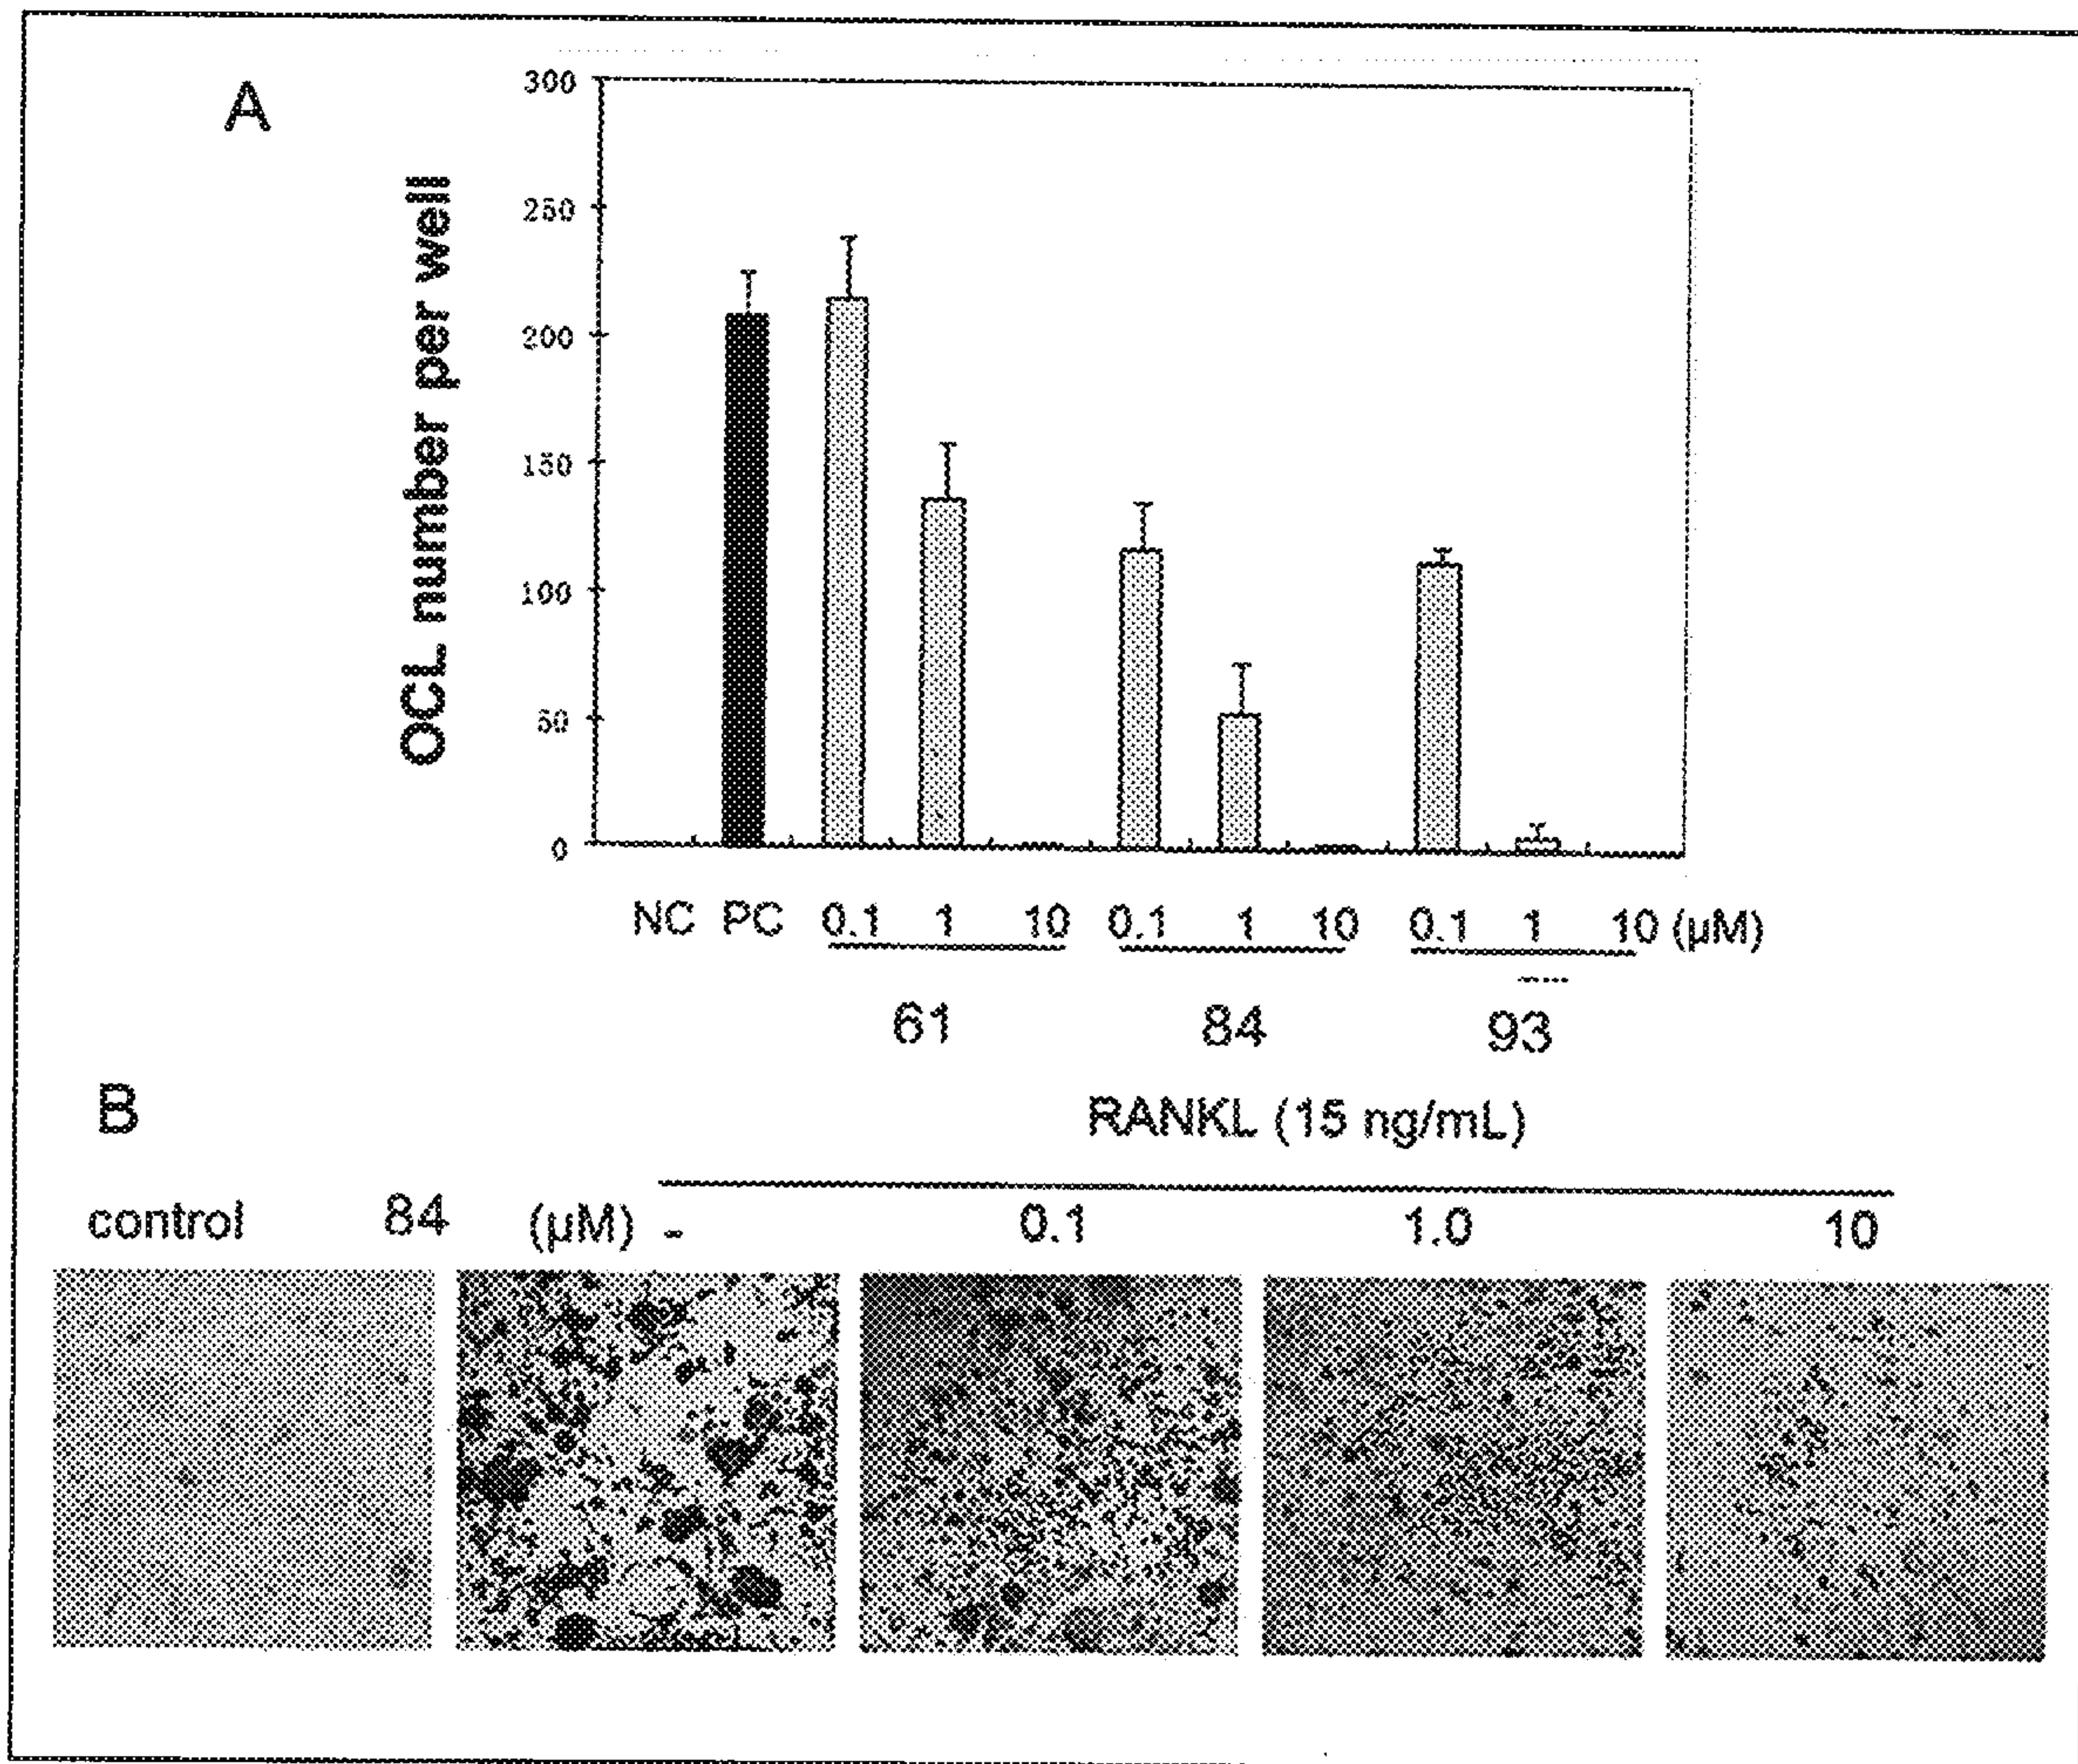 A
300
250
200
150
100
50
0
OCL number per well
NC PC 0.1 1 10 0.1 1 10 0.1 1 10 (μM)
61 84 93
B
RANKL (15 ng/mL)
control 84 (μM) - 0.1 1.0 10